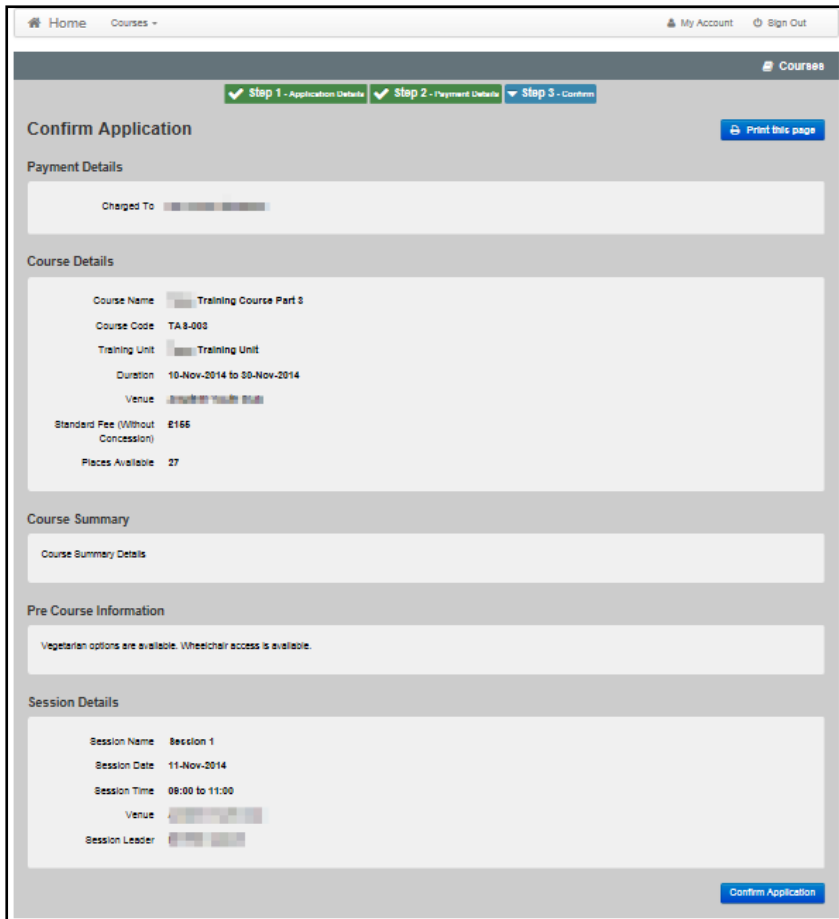 Home Courses My Account Sign Out
Courses
Step 1 - Application Details Step 2 - Payment Details Step 3 - Confirm
Confirm Application Print this page
Payment Details
Charged To
Course Details
Course Name Training Course Part 3
Course Code TA3-003
Training Unit Training Unit
Duration 10-Nov-2014 to 30-Nov-2014
Venue
Standard Fee (Without £155
Concession)
Places Available 27
Course Summary
Course Summary Details
Pre Course Information
Vegetarian options are available. Wheelchair access is available.
Session Details
Session Name Session 1
Session Date 11-Nov-2014
Session Time 09:00 to 11:00
Venue
Session Leader
Confirm Application